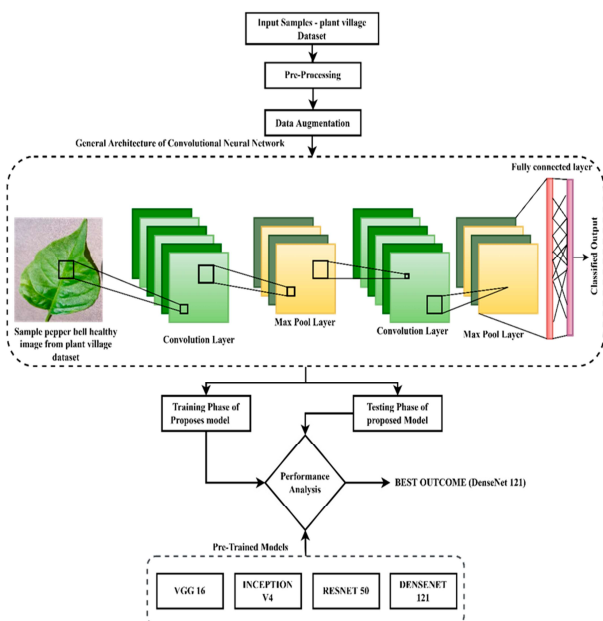 Input Samples - plant village
Dataset
Pre-Processing
Data Augmentation
General Architecture of Convolutional Neural Network
Fully connected layer
Classified Output
Sample pepper bell healthy
image from plant village
dataset
Convolution Layer
Max Pool Layer
Convolution Layer
Max Pool Layer
Training Phase of
Proposes model
Testing Phase of
proposed Model
Performance
Analysis
BEST OUTCOME (DenseNet 121)
Pre-Trained Models
VGG 16
INCEPTION
V4
RESNET 50
DENSENET
121